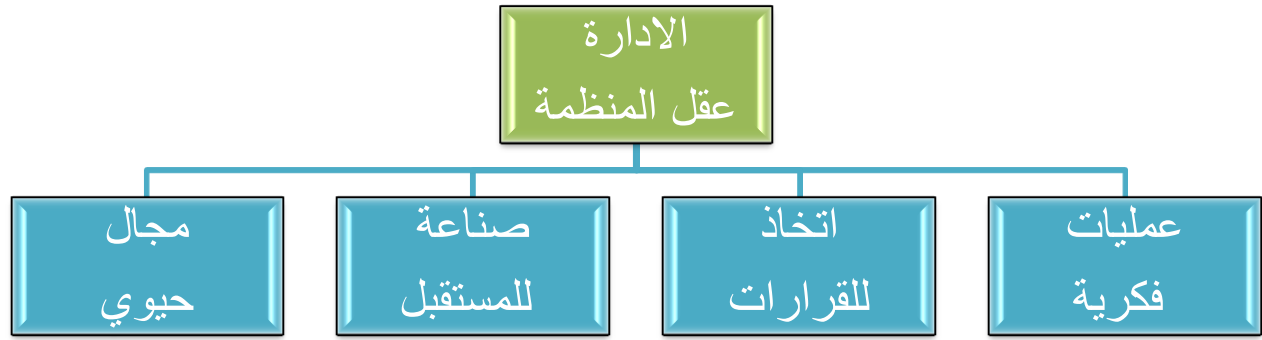 الادارة
عقل المنظمة
عمليات
فكرية
اتخاذ
للقرارات
صناعة
للمستقبل
مجال
حيوي